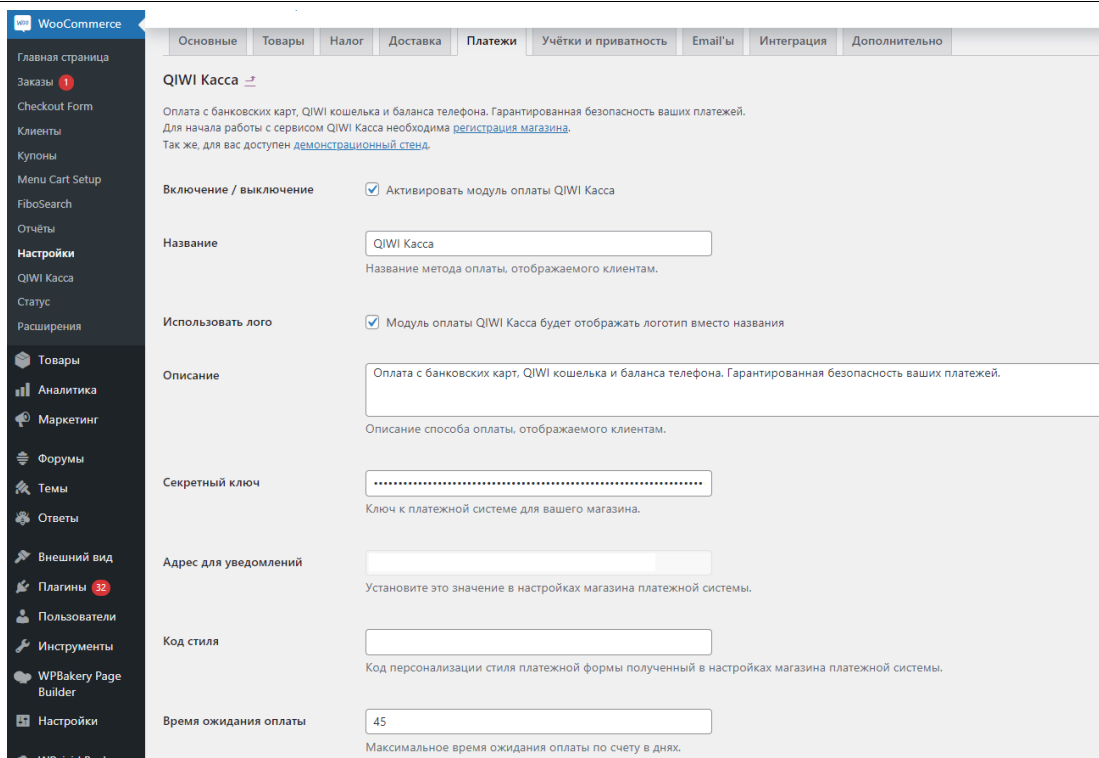 WooCommerce
Главная страница
Заказы 1
Checkout Form
Клиенты
Купоны
Menu Cart Setup
FiboSearch
Отчёты
Настройки
QIWI Касса
Статус
Расширения
Товары
Аналитика
Маркетинг
Форумы
Темы
Ответы
Внешний вид
Плагины 32
Пользователи
Инструменты
WPBakery Page
Builder
Настройки
Основные Товары Налог Доставка Платежи Учётки и приватность Email'ы Интеграция Дополнительно
QIWI Касса
Оплата с банковских карт, QIWI кошелька и баланса телефона. Гарантированная безопасность ваших платежей.
Для начала работы с сервисом QIWI Касса необходима регистрация магазина.
Так же, для вас доступен демонстрационный стенд.
Включение / выключение
Активировать модуль оплаты QIWI Касса
Название
QIWI Касса
Название метода оплаты, отображаемого клиентам.
Использовать лого
Модуль оплаты QIWI Касса будет отображать логотип вместо названия
Описание
Оплата с банковских карт, QIWI кошелька и баланса телефона. Гарантированная безопасность ваших платежей.
Описание способа оплаты, отображаемого клиентам.
Секретный ключ
Ключ к платежной системе для вашего магазина.
Адрес для уведомлений
Установите это значение в настройках магазина платежной системы.
Код стиля
Код персонализации стиля платежной формы полученный в настройках магазина платежной системы.
Время ожидания оплаты
45
Максимальное время ожидания оплаты по счету в днях.